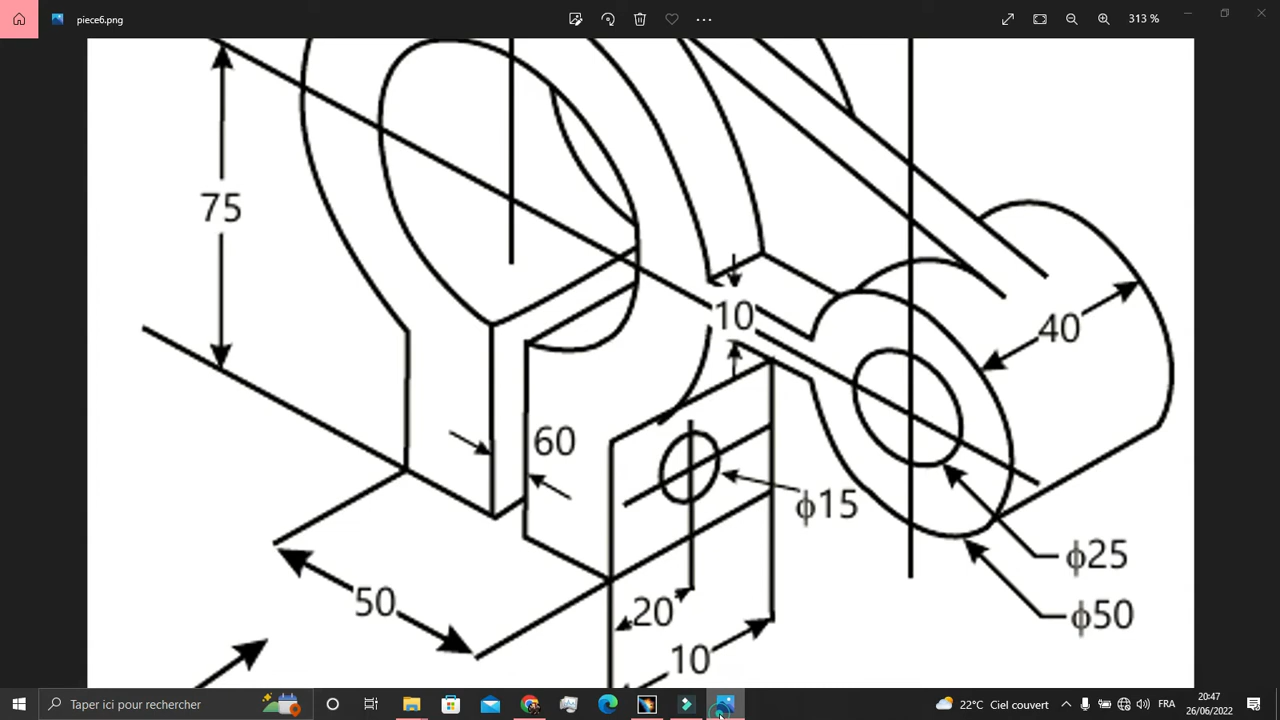 piece6.png
313 %
75
10
40
60
ϕ15
ϕ25
50
20
ϕ50
10
Taper ici pour rechercher
22°C Ciel couvert
FRA
20:47
26/06/2022